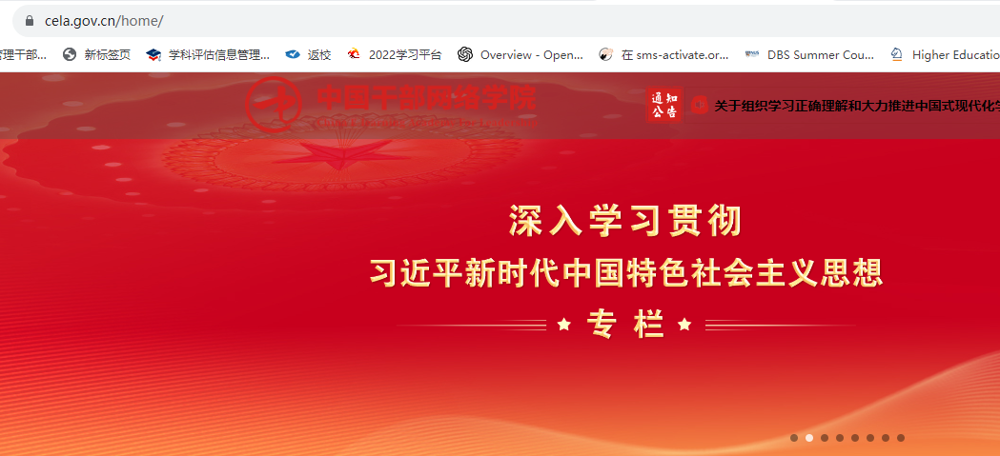 cela.gov.cn/home/
管理干部...
新标签页
学科评估信息管理...
返校
2022学习平台
Overview - Open...
在 sms-activate.or...
DBS Summer Cou...
Higher Educatio
中国干部网络学院
通知
公告
关于组织学习正确理解和大力推进中国式现代化学
深入学习贯彻
习近平新时代中国特色社会主义思想
专 栏